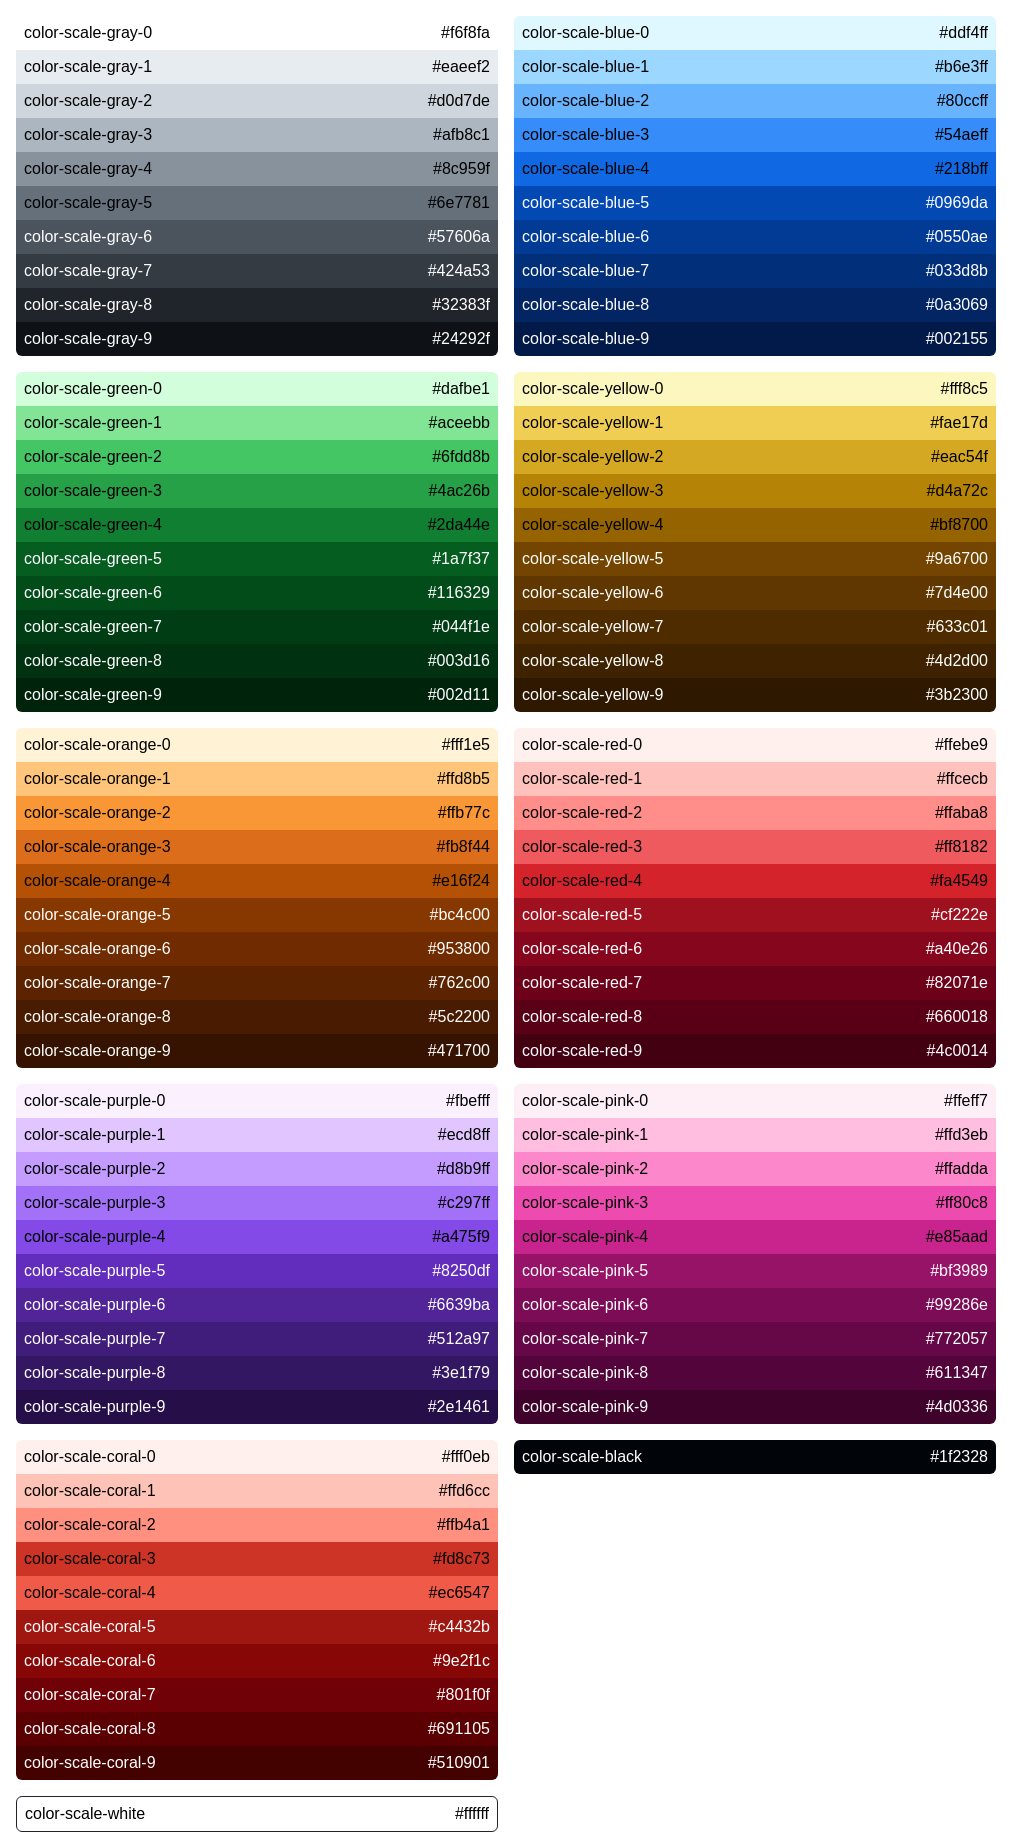 color-scale-gray-0 #f6f8fa
color-scale-gray-1 #eaeef2
color-scale-gray-2 #d0d7de
color-scale-gray-3 #afb8c1
color-scale-gray-4 #8c959f
color-scale-gray-5 #6e7781
color-scale-gray-6 #57606a
color-scale-gray-7 #424a53
color-scale-gray-8 #32383f
color-scale-gray-9 #24292f
color-scale-blue-0 #ddf4ff
color-scale-blue-1 #b6e3ff
color-scale-blue-2 #80ccff
color-scale-blue-3 #54aeff
color-scale-blue-4 #218bff
color-scale-blue-5 #0969da
color-scale-blue-6 #0550ae
color-scale-blue-7 #033d8b
color-scale-blue-8 #0a3069
color-scale-blue-9 #002155
color-scale-green-0 #dafbe1
color-scale-green-1 #aceebb
color-scale-green-2 #6fdd8b
color-scale-green-3 #4ac26b
color-scale-green-4 #2da44e
color-scale-green-5 #1a7f37
color-scale-green-6 #116329
color-scale-green-7 #044f1e
color-scale-green-8 #003d16
color-scale-green-9 #002d11
color-scale-yellow-0 #fff8c5
color-scale-yellow-1 #fae17d
color-scale-yellow-2 #eac54f
color-scale-yellow-3 #d4a72c
color-scale-yellow-4 #bf8700
color-scale-yellow-5 #9a6700
color-scale-yellow-6 #7d4e00
color-scale-yellow-7 #633c01
color-scale-yellow-8 #4d2d00
color-scale-yellow-9 #3b2300
color-scale-orange-0 #fff1e5
color-scale-orange-1 #ffd8b5
color-scale-orange-2 #ffb77c
color-scale-orange-3 #fb8f44
color-scale-orange-4 #e16f24
color-scale-orange-5 #bc4c00
color-scale-orange-6 #953800
color-scale-orange-7 #762c00
color-scale-orange-8 #5c2200
color-scale-orange-9 #471700
color-scale-red-0 #ffebe9
color-scale-red-1 #ffcecb
color-scale-red-2 #ffaba8
color-scale-red-3 #ff8182
color-scale-red-4 #fa4549
color-scale-red-5 #cf222e
color-scale-red-6 #a40e26
color-scale-red-7 #82071e
color-scale-red-8 #660018
color-scale-red-9 #4c0014
color-scale-purple-0 #fbefff
color-scale-purple-1 #ecd8ff
color-scale-purple-2 #d8b9ff
color-scale-purple-3 #c297ff
color-scale-purple-4 #a475f9
color-scale-purple-5 #8250df
color-scale-purple-6 #6639ba
color-scale-purple-7 #512a97
color-scale-purple-8 #3e1f79
color-scale-purple-9 #2e1461
color-scale-pink-0 #ffeff7
color-scale-pink-1 #ffd3eb
color-scale-pink-2 #ffadda
color-scale-pink-3 #ff80c8
color-scale-pink-4 #e85aad
color-scale-pink-5 #bf3989
color-scale-pink-6 #99286e
color-scale-pink-7 #772057
color-scale-pink-8 #611347
color-scale-pink-9 #4d0336
color-scale-coral-0 #fff0eb
color-scale-coral-1 #ffd6cc
color-scale-coral-2 #ffb4a1
color-scale-coral-3 #fd8c73
color-scale-coral-4 #ec6547
color-scale-coral-5 #c4432b
color-scale-coral-6 #9e2f1c
color-scale-coral-7 #801f0f
color-scale-coral-8 #691105
color-scale-coral-9 #510901
color-scale-black #1f2328
color-scale-white #ffffff